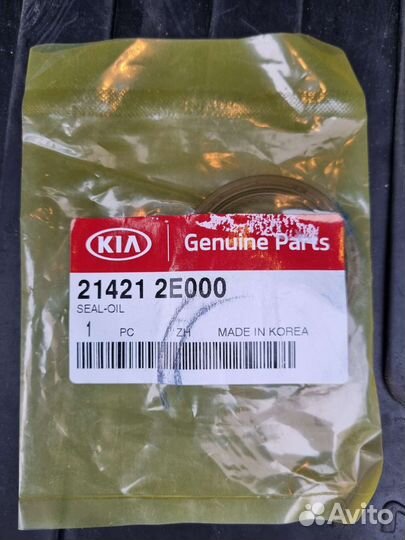 KIA Genuine Parts
21421 2E000
SEAL-OIL
1 PC ZH MADE IN KOREA
Avito